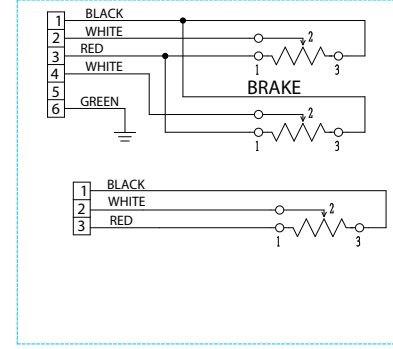 1 BLACK
2 WHITE 2
3 RED
1 3
4 WHITE
BRAKE
5
2
6 GREEN
1 3
1 BLACK
2 WHITE 2
3 RED
1 3